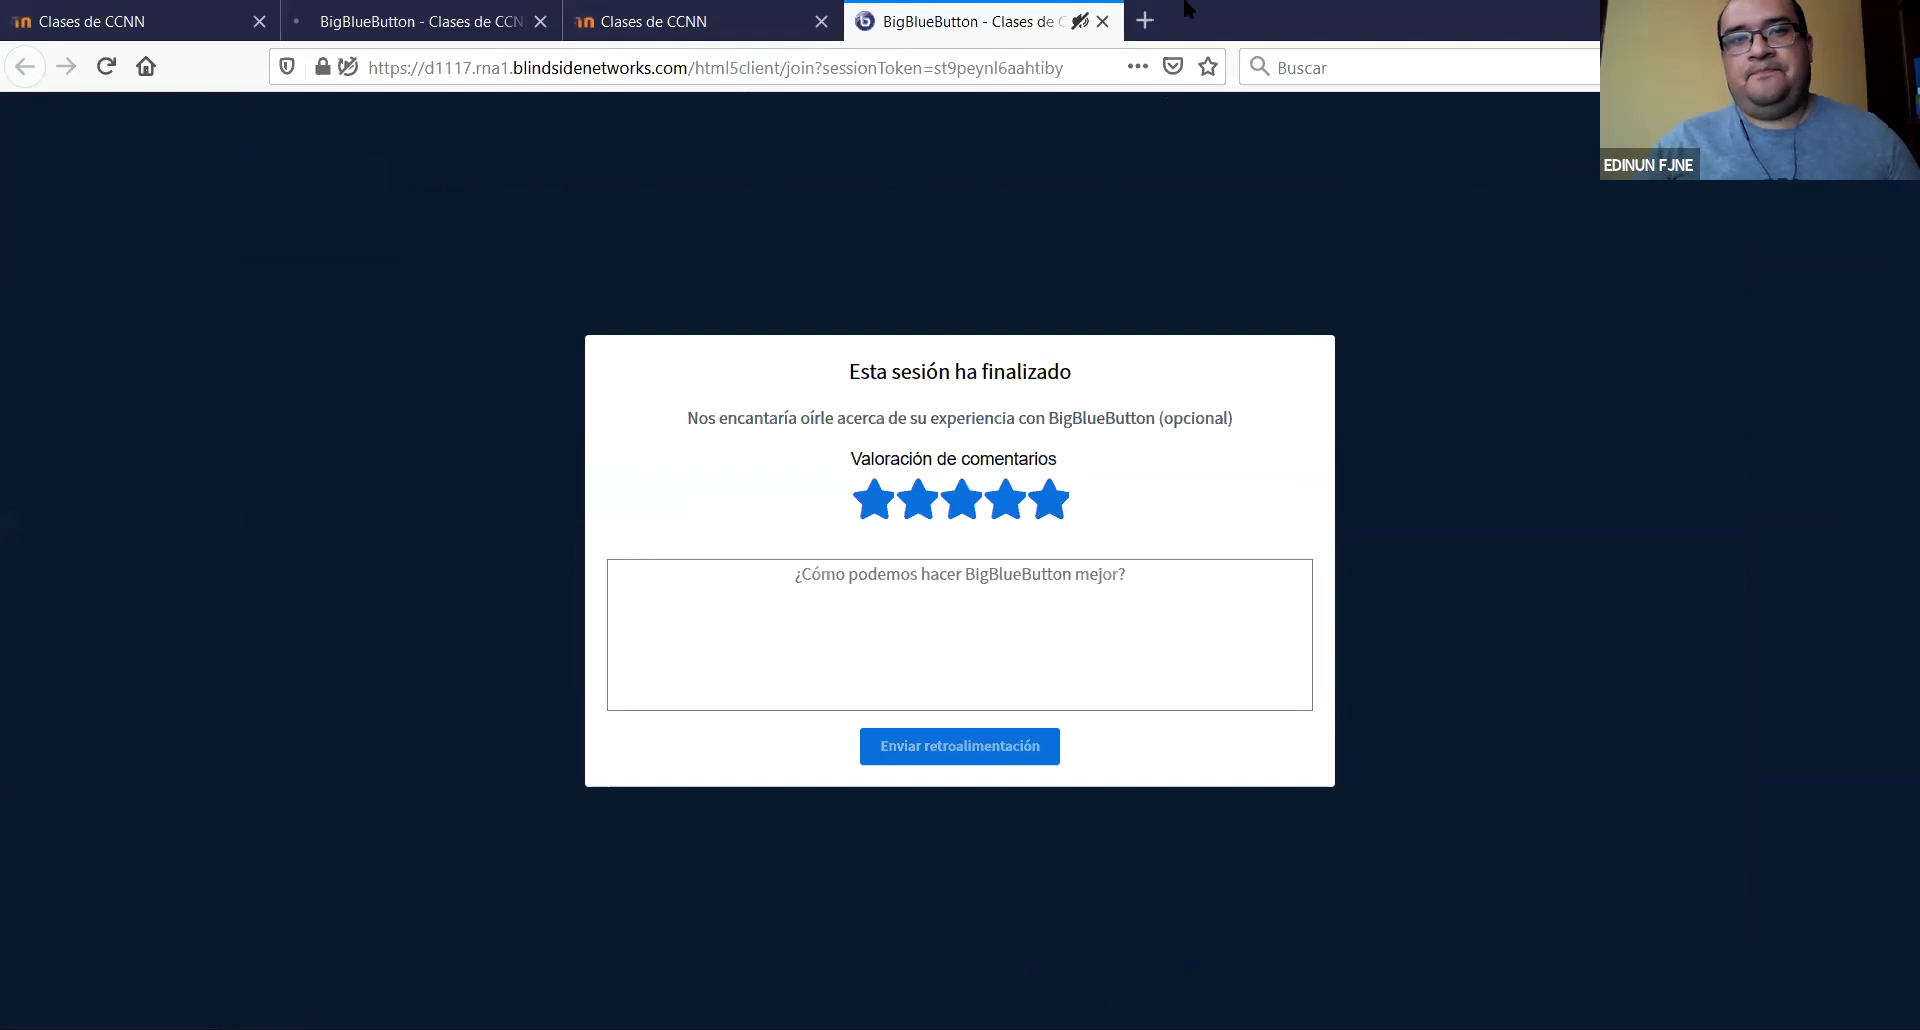 Clases de CCNN
BigBlueButton - Clases de CCN
Clases de CCNN
BigBlueButton - Clases de C
https://d1117.rna1.blindsidenetworks.com/html5client/join?sessionToken=st9peynl6aahtiby
Buscar
EDINUN FJNE
Esta sesión ha finalizado
Nos encantaría oírle acerca de su experiencia con BigBlueButton (opcional)
Valoración de comentarios
¿Cómo podemos hacer BigBlueButton mejor?
Enviar retroalimentación